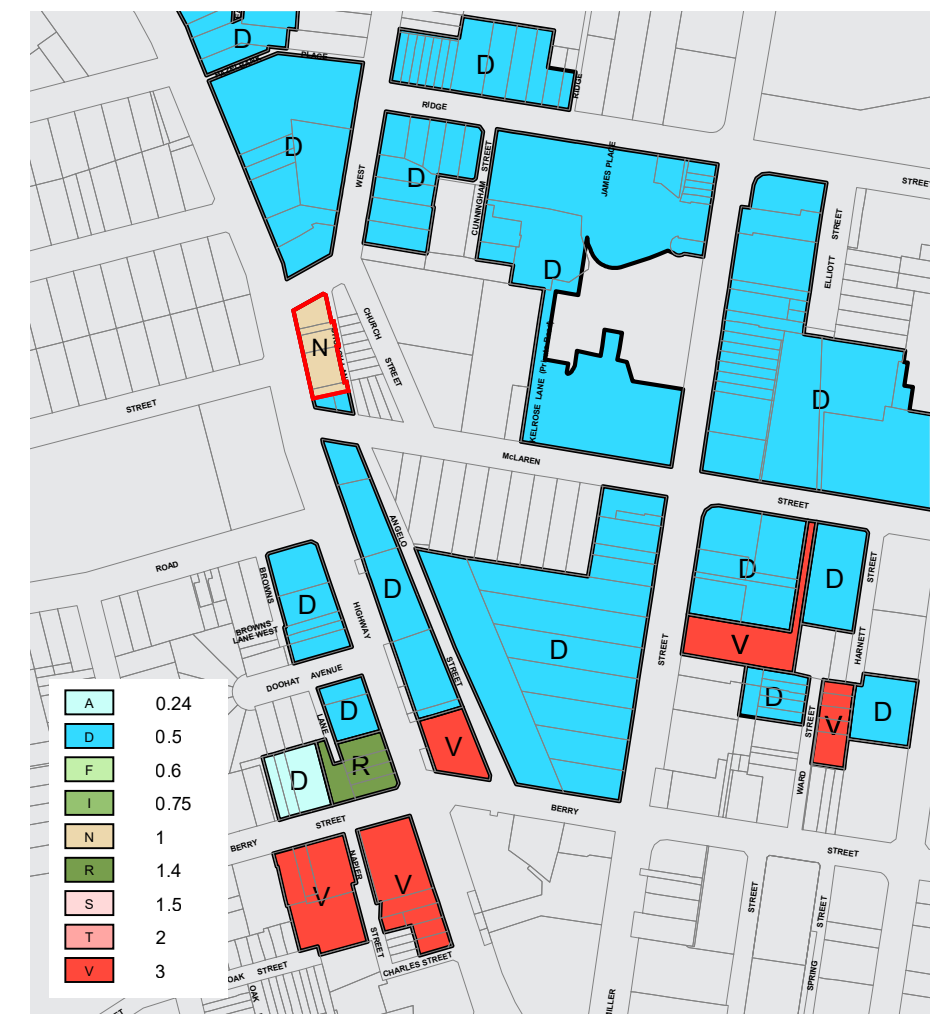 D
PLACE
D
RIDGE
RIDGE
D
WEST
D
CUNNINGHAM STREET
JAMES PLACE
D
STREET
ELLIOTT STREET
D
N
CHURCH STREET
KELROSE LANE
STREET
McLAREN
STREET
ANGELO STREET
D
D
D
D
V
STREET
HARNETT STREET
ROAD
BROWNS
BROWNS
LANE WEST
D
HIGHWAY
DOOHAT AVENUE
D
LANE
V
D
R
D
V
D
WARD STREET
BERRY
STREET
BERRY
STREET
V
NAPIER STREET
V
CHARLES STREET
OAK STREET
OAK
STREET
STREET
SPRING
MILLER
A 0.24
D 0.5
F 0.6
I 0.75
N 1
R 1.4
S 1.5
T 2
V 3